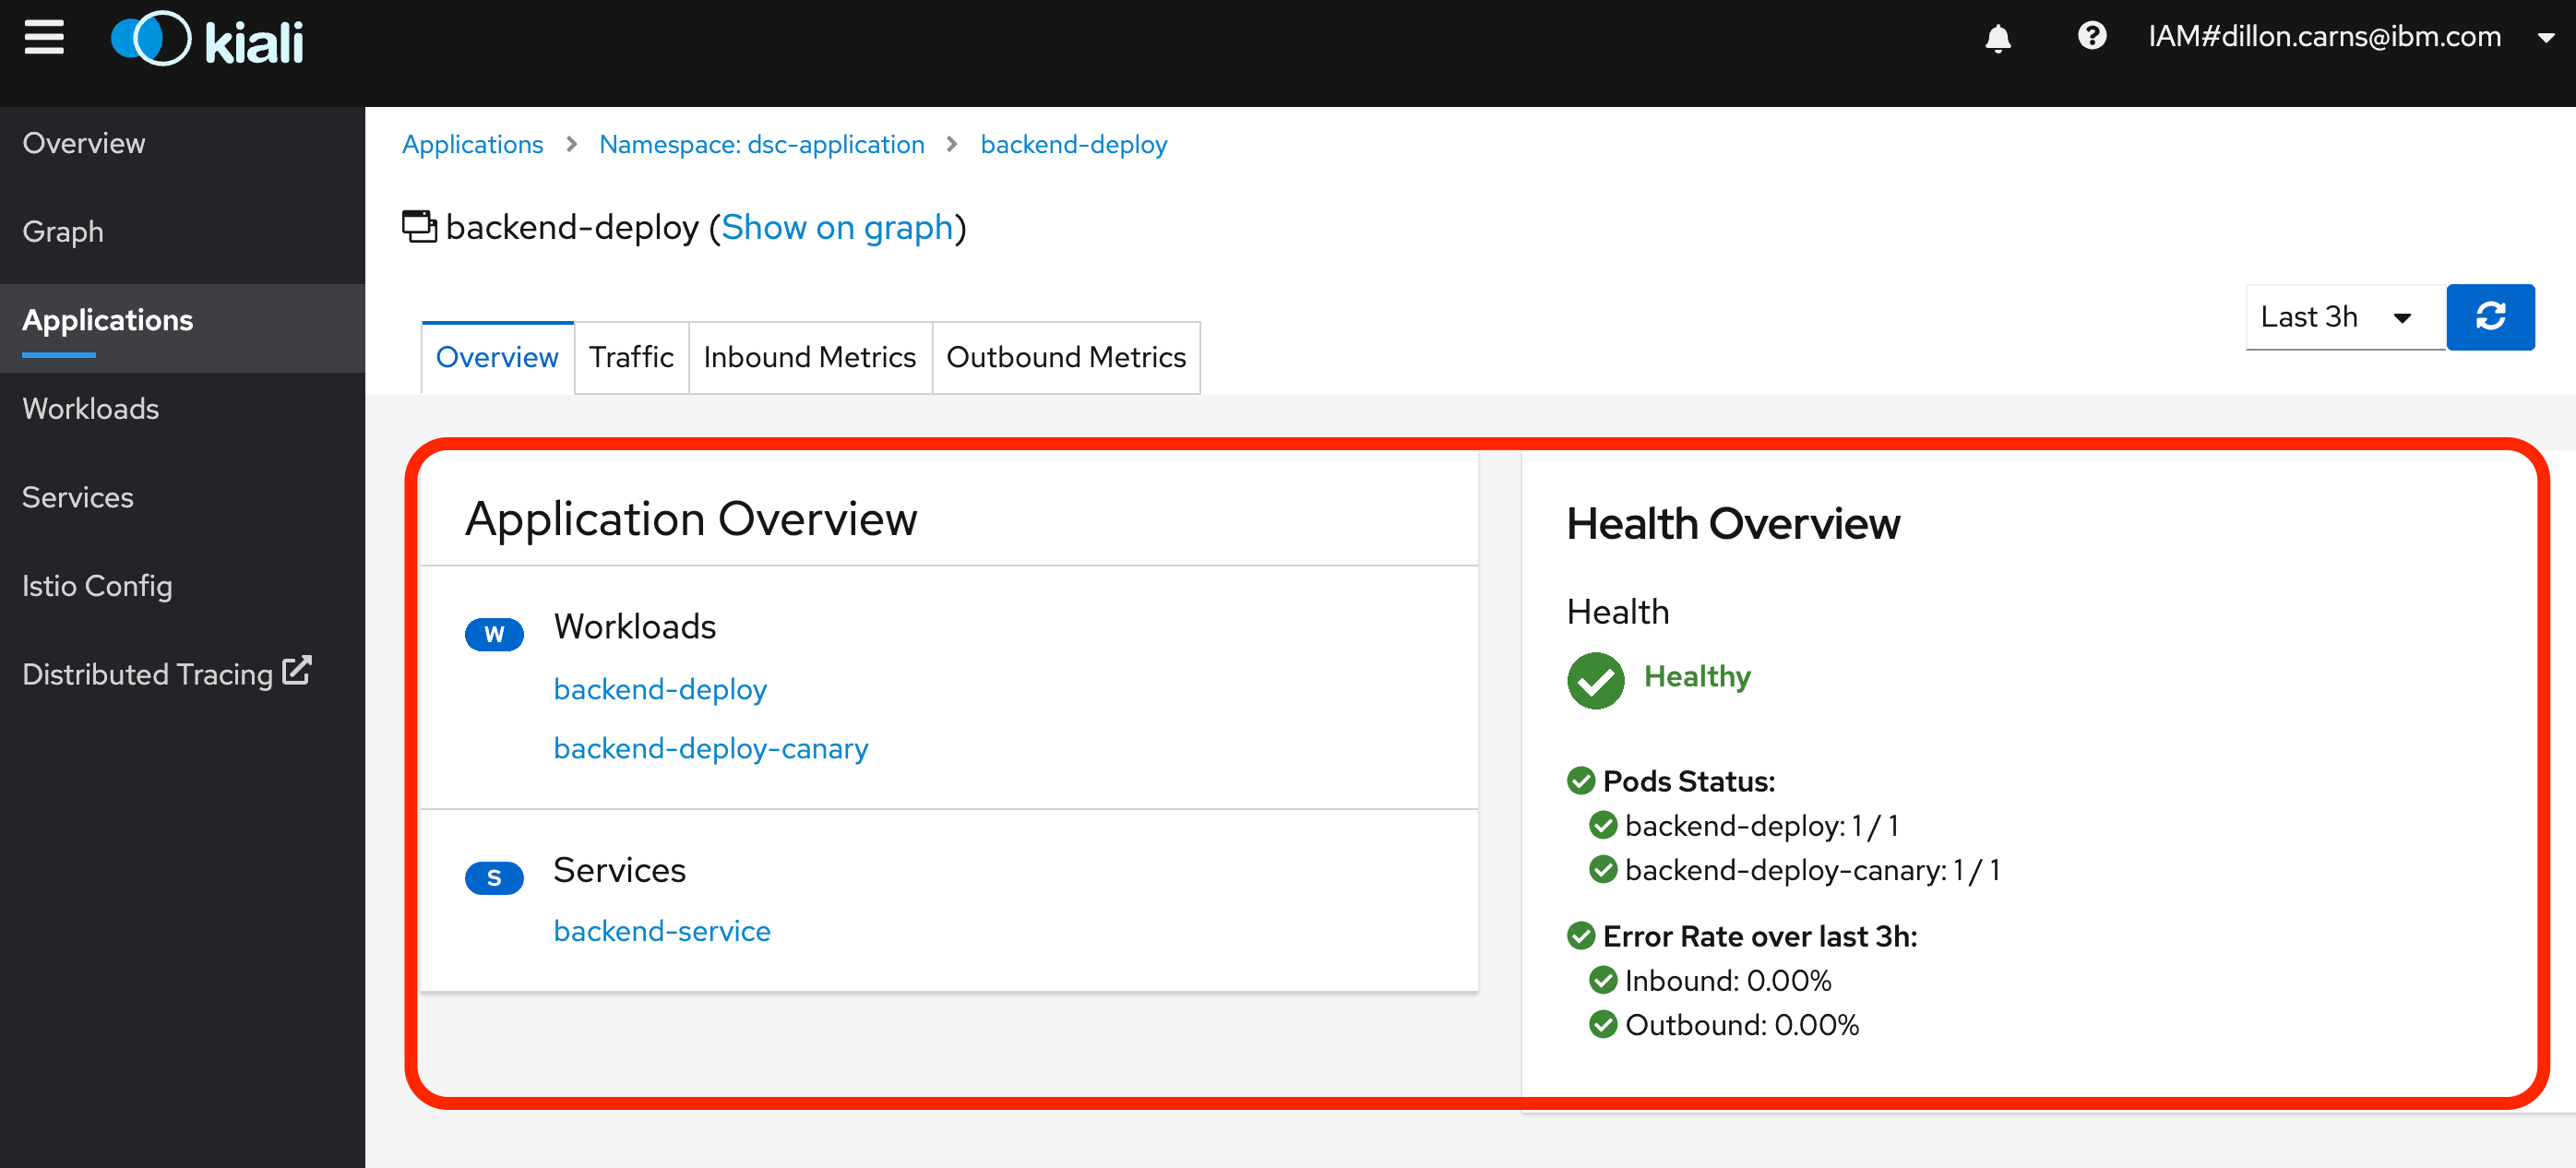 kiali
IAM#dillon.carns@ibm.com
Overview
Graph
Applications
Workloads
Services
Istio Config
Distributed Tracing
Applications > Namespace: dsc-application > backend-deploy
backend-deploy (Show on graph)
Last 3h
Overview Traffic Inbound Metrics Outbound Metrics
Application Overview
W Workloads
backend-deploy
backend-deploy-canary
S Services
backend-service
Health Overview
Health
Healthy
Pods Status:
backend-deploy: 1 / 1
backend-deploy-canary: 1 / 1
Error Rate over last 3h:
Inbound: 0.00%
Outbound: 0.00%